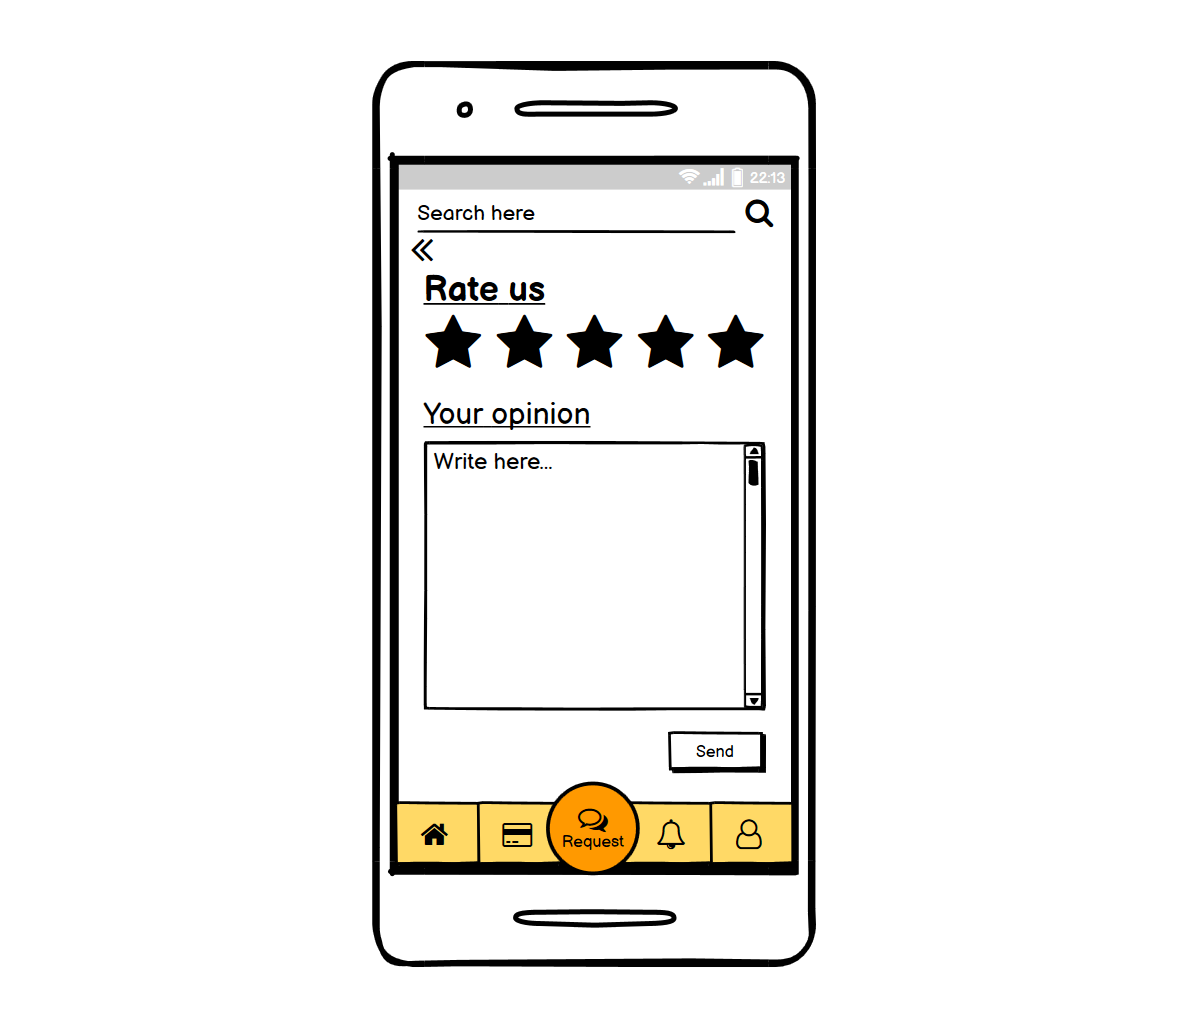 22:13
Search here
Rate us
Your opinion
Write here...
Send
Request